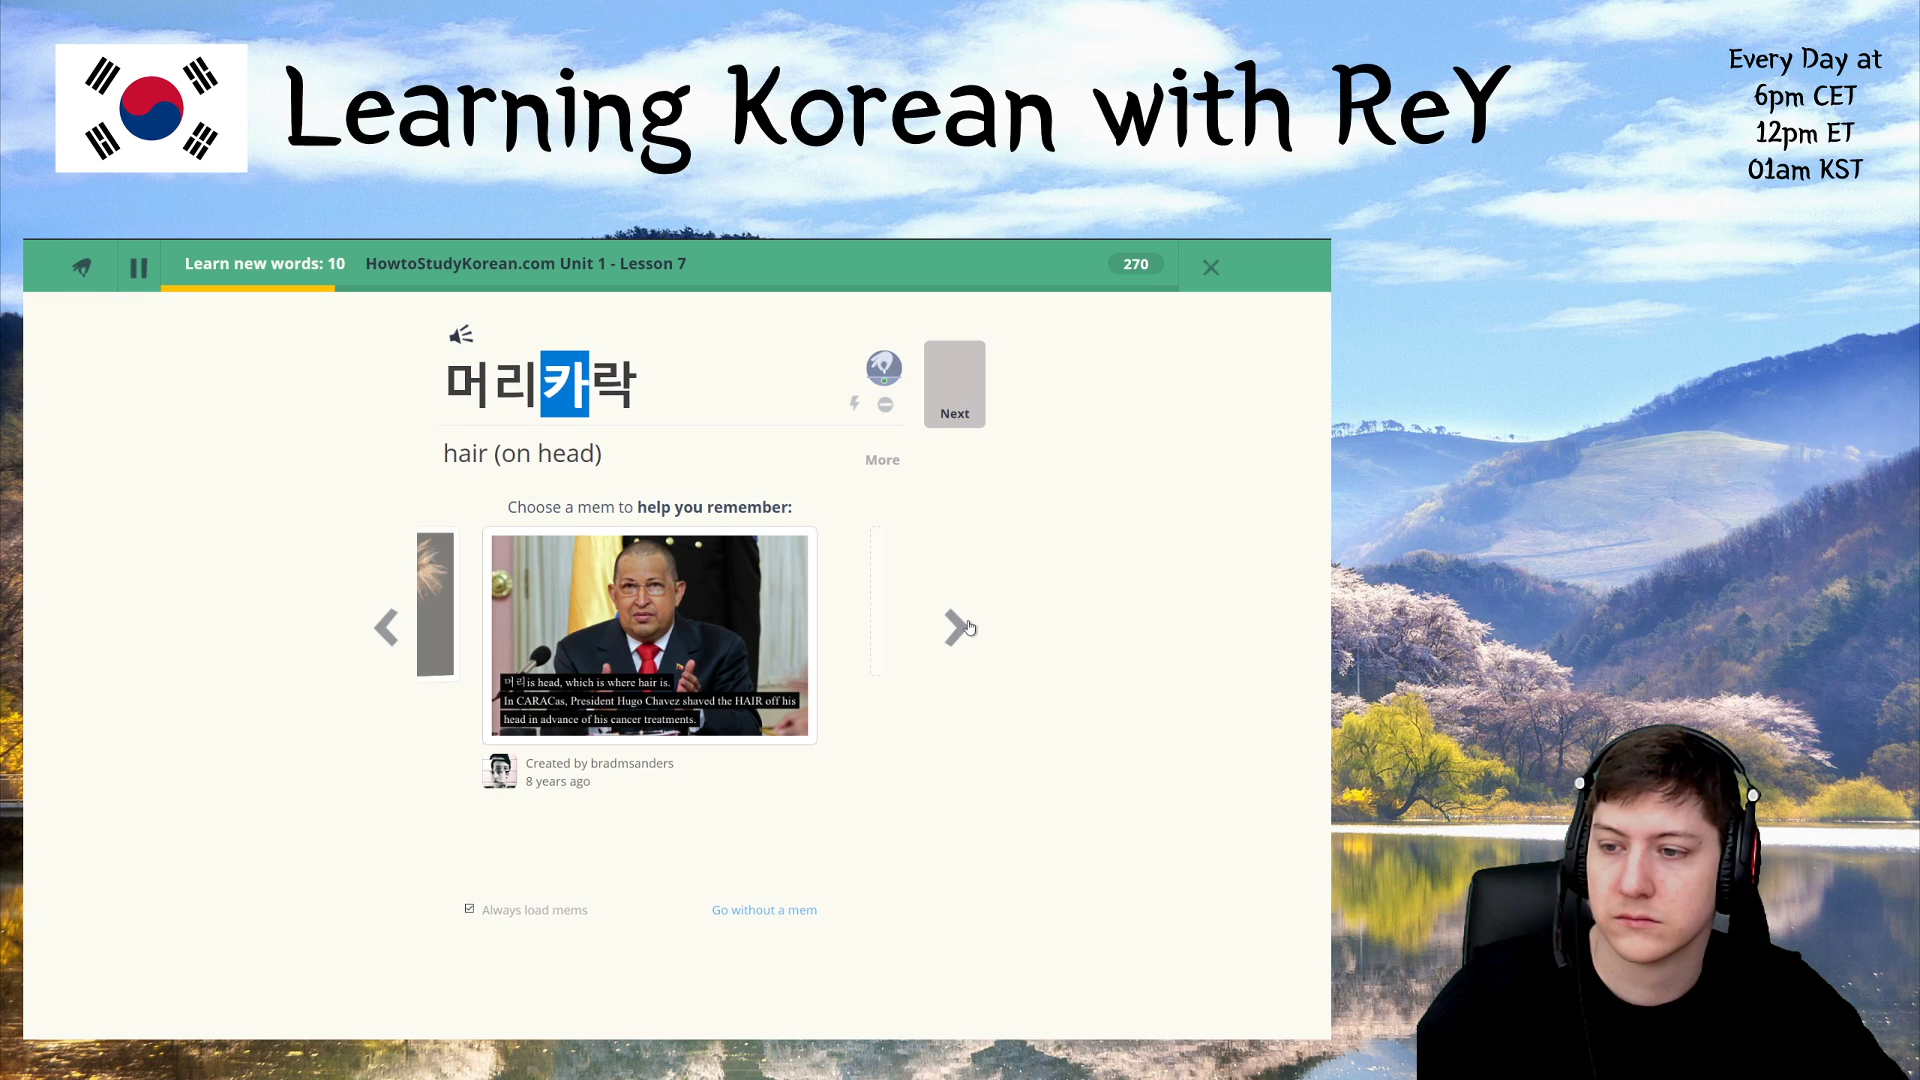 Learning Korean with ReY
Every Day at
6pm CET
12pm ET
01am KST
Learn new words: 10 HowtoStudyKorean.com Unit 1 - Lesson 7
270
머리카락
Next
hair (on head)
More
Choose a mem to help you remember:
머리 is head, which is where hair is.
In CARACas, President Hugo Chavez shaved the HAIR off his
head in advance of his cancer treatments.
Created by bradmsanders
8 years ago
Always load mems
Go without a mem